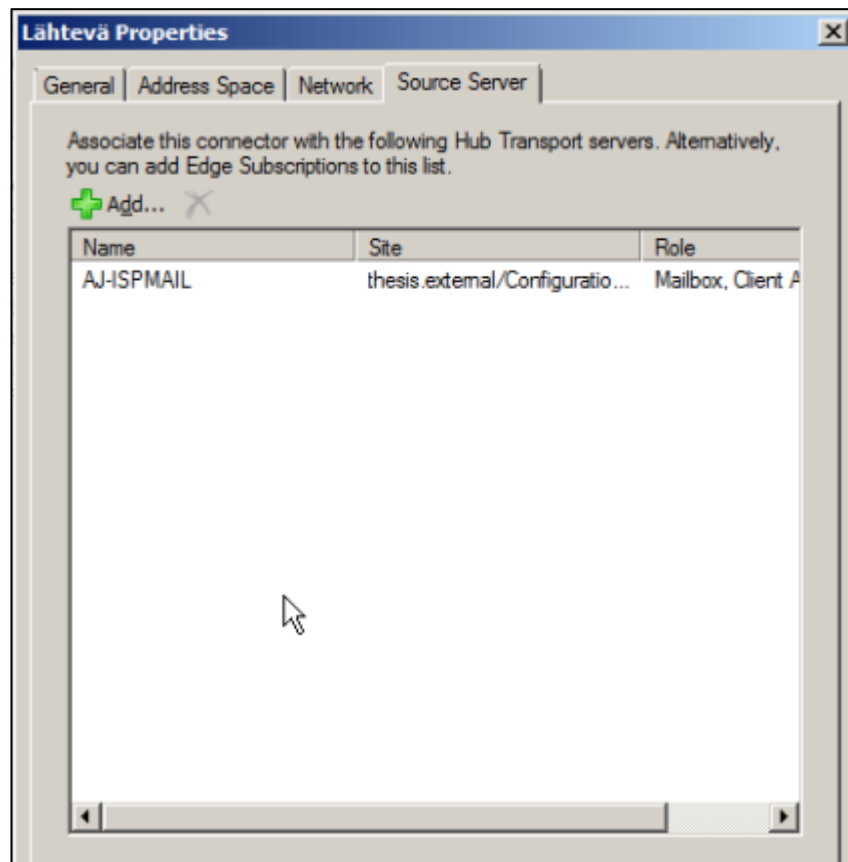 Lähtevä Properties
General Address Space Network Source Server
Associate this connector with the following Hub Transport servers. Alternatively,
you can add Edge Subscriptions to this list.
Add...
Name Site Role
AJ-ISPMAIL thesis.external/Configuratio... Mailbox, Client A